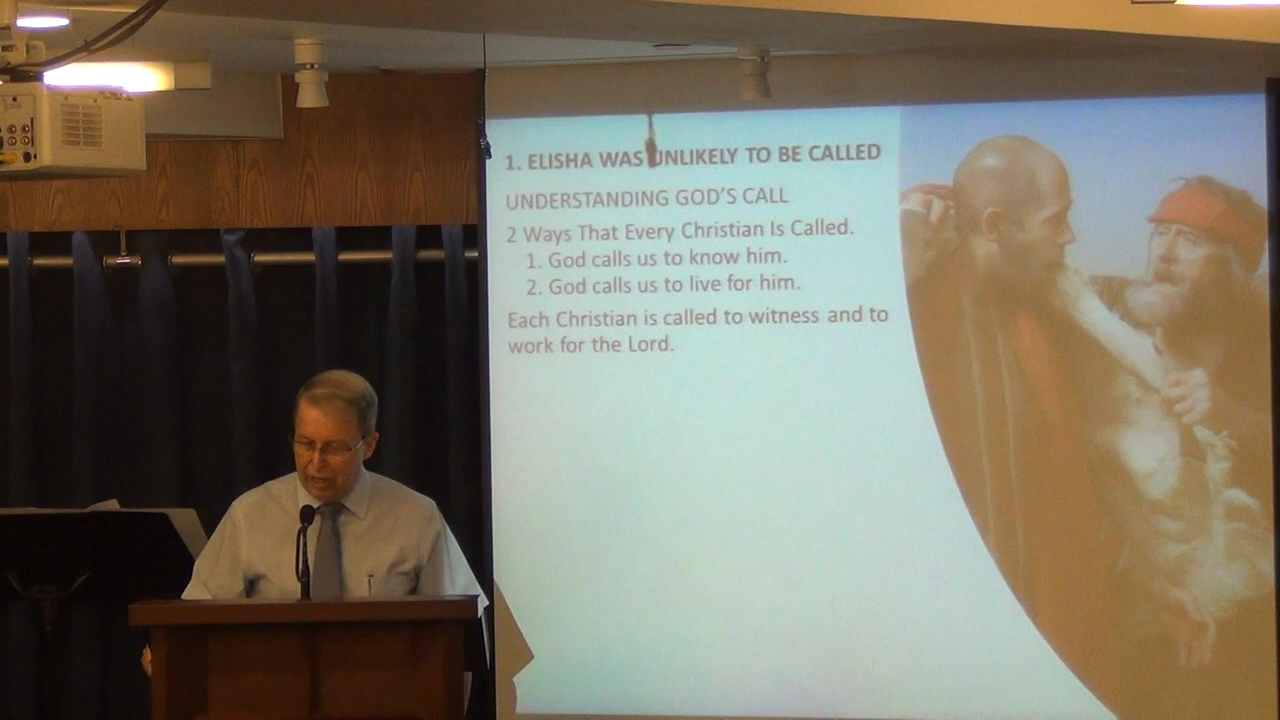 1. ELISHA WAS UNLIKELY TO BE CALLED
UNDERSTANDING GOD'S CALL
2 Ways That Every Christian Is Called.
1. God calls us to know him.
2. God calls us to live for him.
Each Christian is called to witness and to
work for the Lord.